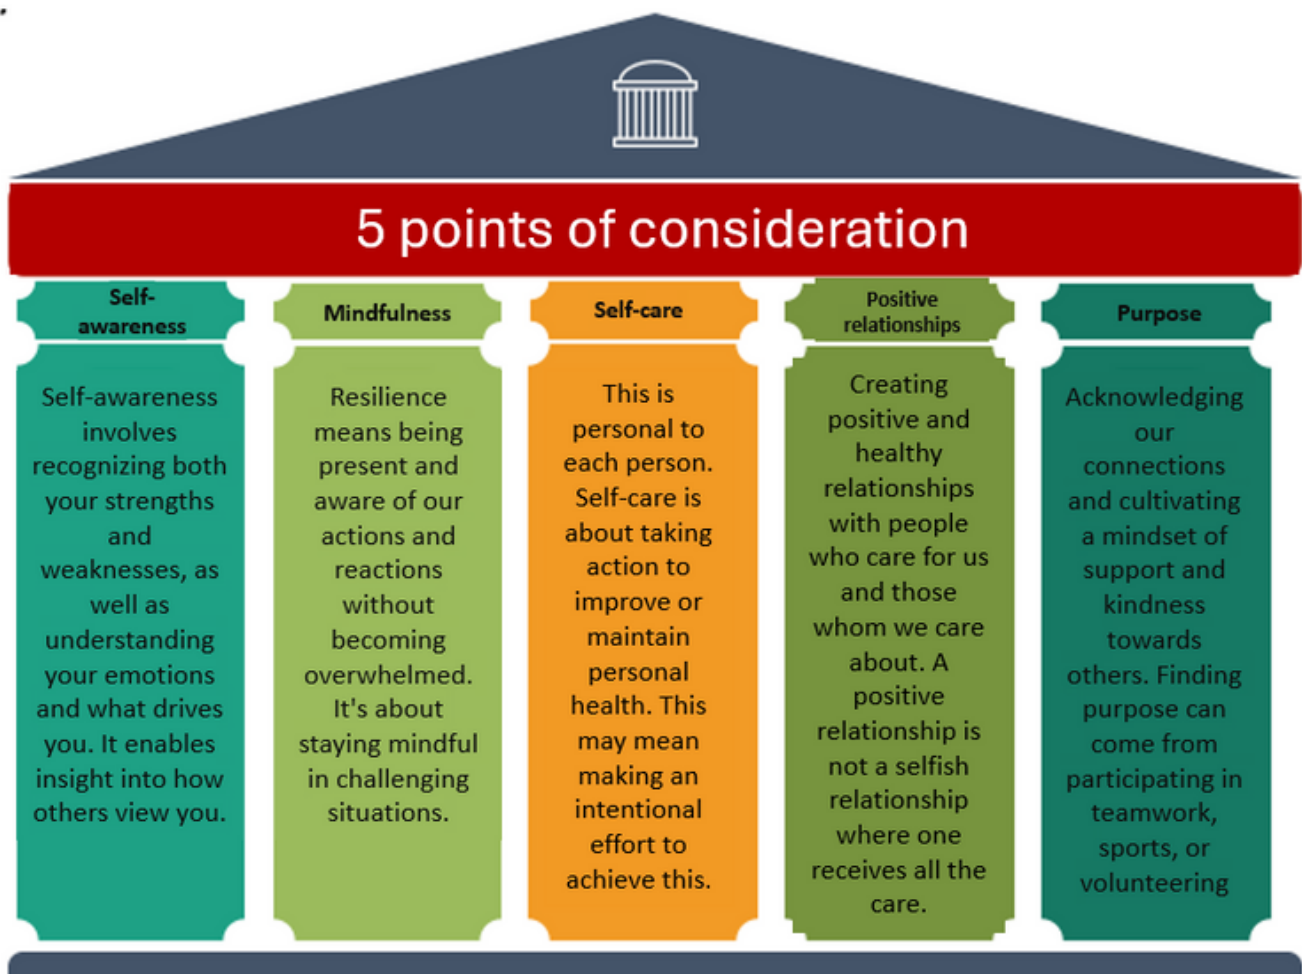 5 points of consideration
Self-
awareness
Self-awareness
involves
recognizing both
your strengths
and
weaknesses, as
well as
understanding
your emotions
and what drives
you. It enables
insight into how
others view you.
Mindfulness
Resilience
means being
present and
aware of our
actions and
reactions
without
becoming
overwhelmed.
It's about
staying mindful
in challenging
situations.
Self-care
This is
personal to
each person.
Self-care is
about taking
action to
improve or
maintain
personal
health. This
may mean
making an
intentional
effort to
achieve this.
Positive
relationships
Creating
positive and
healthy
relationships
with people
who care for us
and those
whom we care
about. A
positive
relationship is
not a selfish
relationship
where one
receives all the
care.
Purpose
Acknowledging
our
connections
and cultivating
a mindset of
support and
kindness
towards
others. Finding
purpose can
come from
participating in
teamwork,
sports, or
volunteering